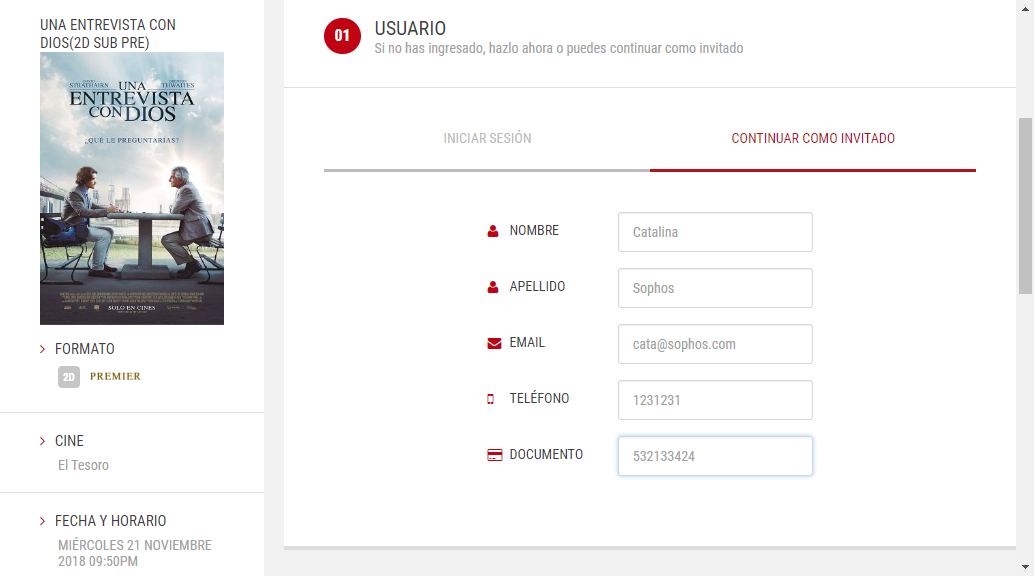 UNA ENTREVISTA CON
DIOS(2D SUB PRE)
STRATHAIRN
THWAITES
UNA
ENTREVISTA
CON DIOS
¿QUÉ LE PREGUNTARÍAS?
SOLO EN CINES
FORMATO
2D PREMIER
CINE
El Tesoro
FECHA Y HORARIO
MIÉRCOLES 21 NOVIEMBRE
2018 09:50PM
01 USUARIO
Si no has ingresado, hazlo ahora o puedes continuar como invitado
INICIAR SESIÓN CONTINUAR COMO INVITADO
NOMBRE Catalina
APELLIDO Sophos
EMAIL cata@sophos.com
TELÉFONO 1231231
DOCUMENTO 532133424